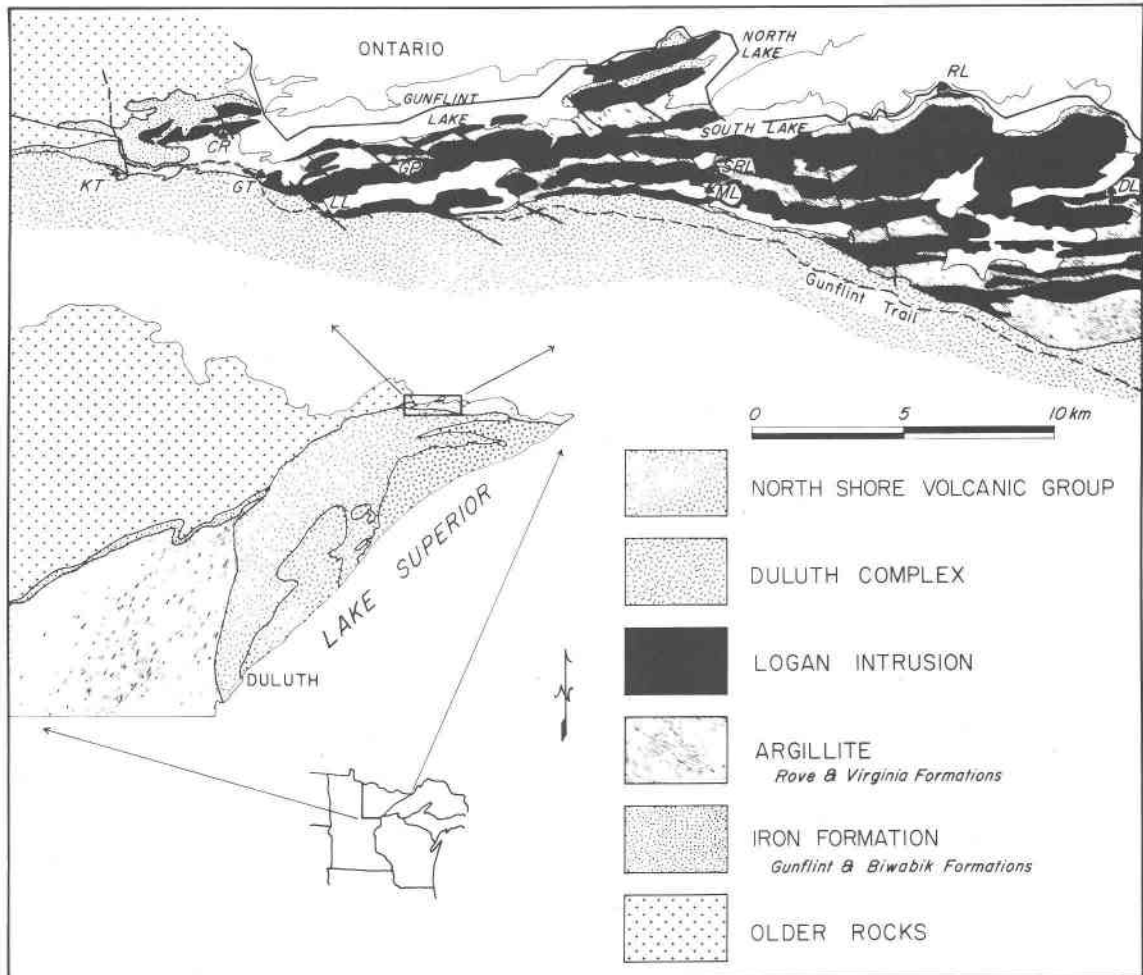 ONTARIO
NORTH
LAKE
RL
GUNFLINT
LAKE
SOUTH LAKE
CR
KT
GT
GP
SRL
ML
DL
LL
Gunflint Trail
0 5 10 km
NORTH SHORE VOLCANIC GROUP
DULUTH COMPLEX
LAKE SUPERIOR
LOGAN INTRUSION
DULUTH
N
ARGILLITE
Rove & Virginia Formations
IRON FORMATION
Gunflint & Biwabik Formations
OLDER ROCKS